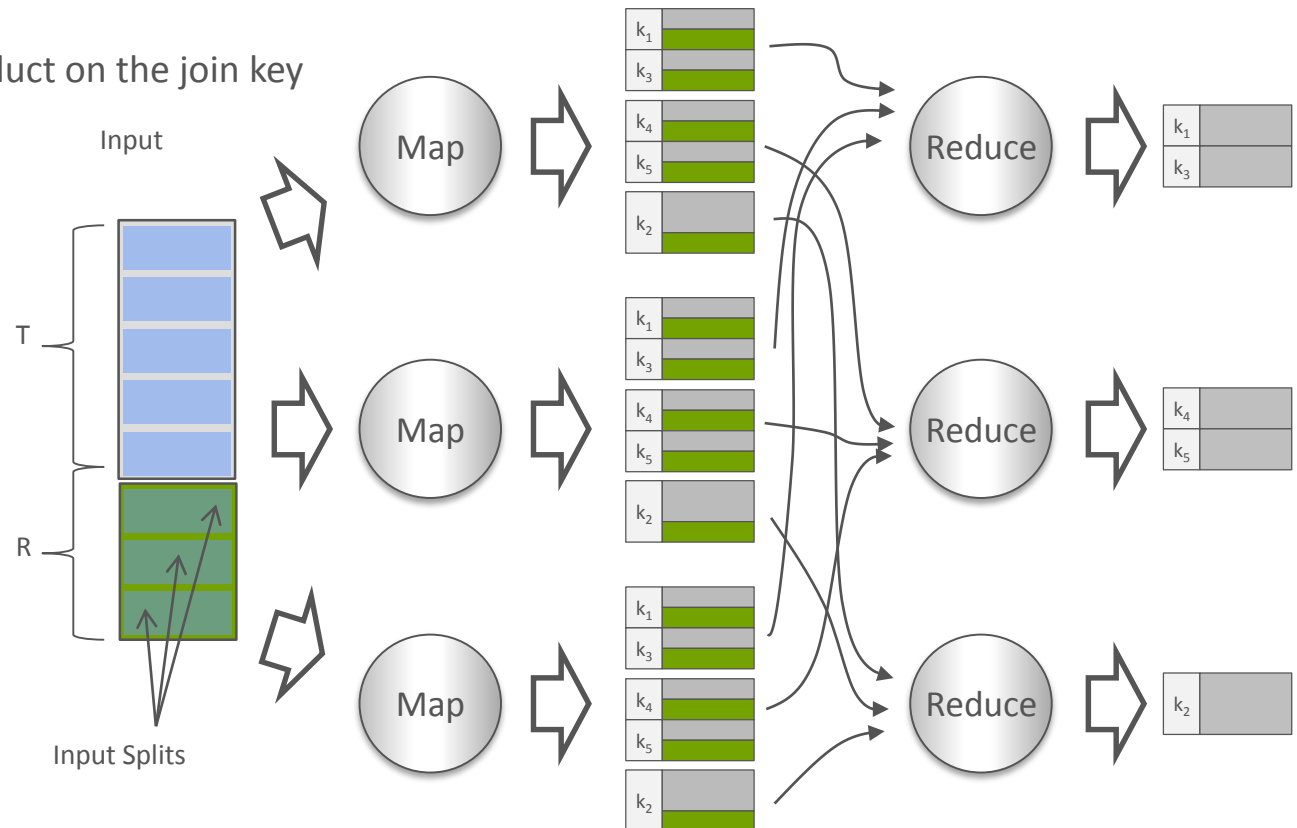 duct on the join key
Input
T
R
Input Splits
Map
Map
Map
k1
k3
k4
k5
k2
k1
k3
k4
k5
k2
k1
k3
k4
k5
k2
Reduce
Reduce
Reduce
k1
k3
k4
k5
k2